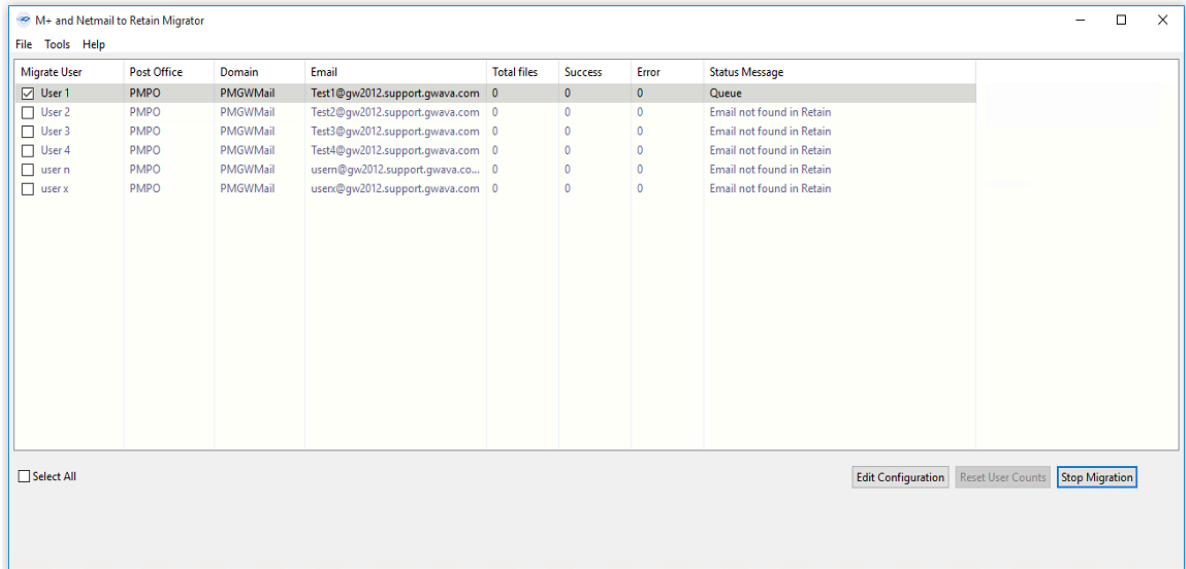 M+ and Netmail to Retain Migrator
File Tools Help
Migrate User Post Office Domain Email Total files Success Error Status Message
User 1 PMPO PMGWMail Test1@gw2012.support.gwava.com 0 0 0 Queue
User 2 PMPO PMGWMail Test2@gw2012.support.gwava.com 0 0 0 Email not found in Retain
User 3 PMPO PMGWMail Test3@gw2012.support.gwava.com 0 0 0 Email not found in Retain
User 4 PMPO PMGWMail Test4@gw2012.support.gwava.com 0 0 0 Email not found in Retain
user n PMPO PMGWMail usern@gw2012.support.gwava.co... 0 0 0 Email not found in Retain
user x PMPO PMGWMail userx@gw2012.support.gwava.com 0 0 0 Email not found in Retain
Select All Edit Configuration Reset User Counts Stop Migration